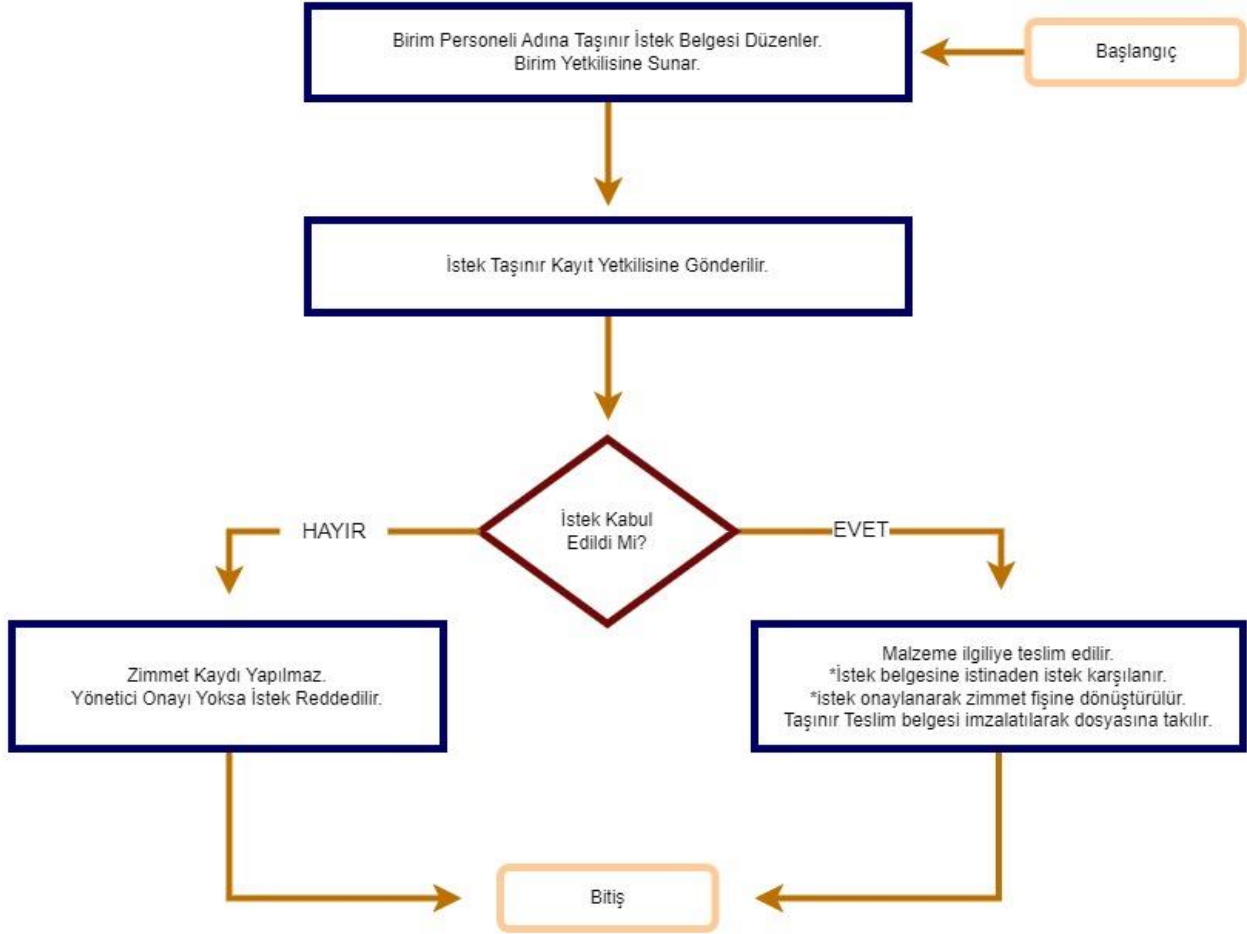 Başlangıç
Birim Personeli Adına Taşınır İstek Belgesi Düzenler.
Birim Yetkilisine Sunar.
İstek Taşınır Kayıt Yetkilisine Gönderilir.
İstek Kabul
Edildi Mi?
HAYIR
EVET
Zimmet Kaydı Yapılmaz.
Yönetici Onayı Yoksa İstek Reddedilir.
Malzeme ilgiliye teslim edilir.
*İstek belgesine istinaden istek karşılanır.
*istek onaylanarak zimmet fişine dönüştürülür.
Taşınır Teslim belgesi imzalatılarak dosyasına takılır.
Bitiş